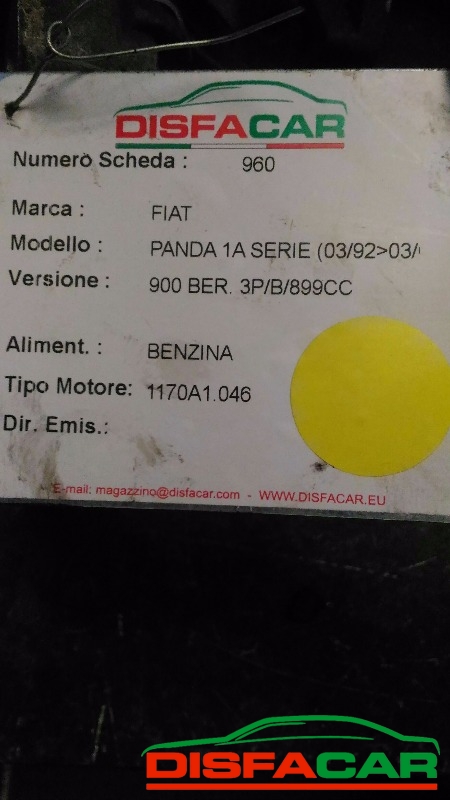 DISFACAR
Numero Scheda : 960
Marca : FIAT
Modello : PANDA 1A SERIE (03/92>03/
Versione : 900 BER. 3P/B/899CC
Aliment. : BENZINA
Tipo Motore: 1170A1.046
Dir. Emis.:
E-mail: magazzino@disfacar.com - WWW.DISFACAR.EU
DISFACAR